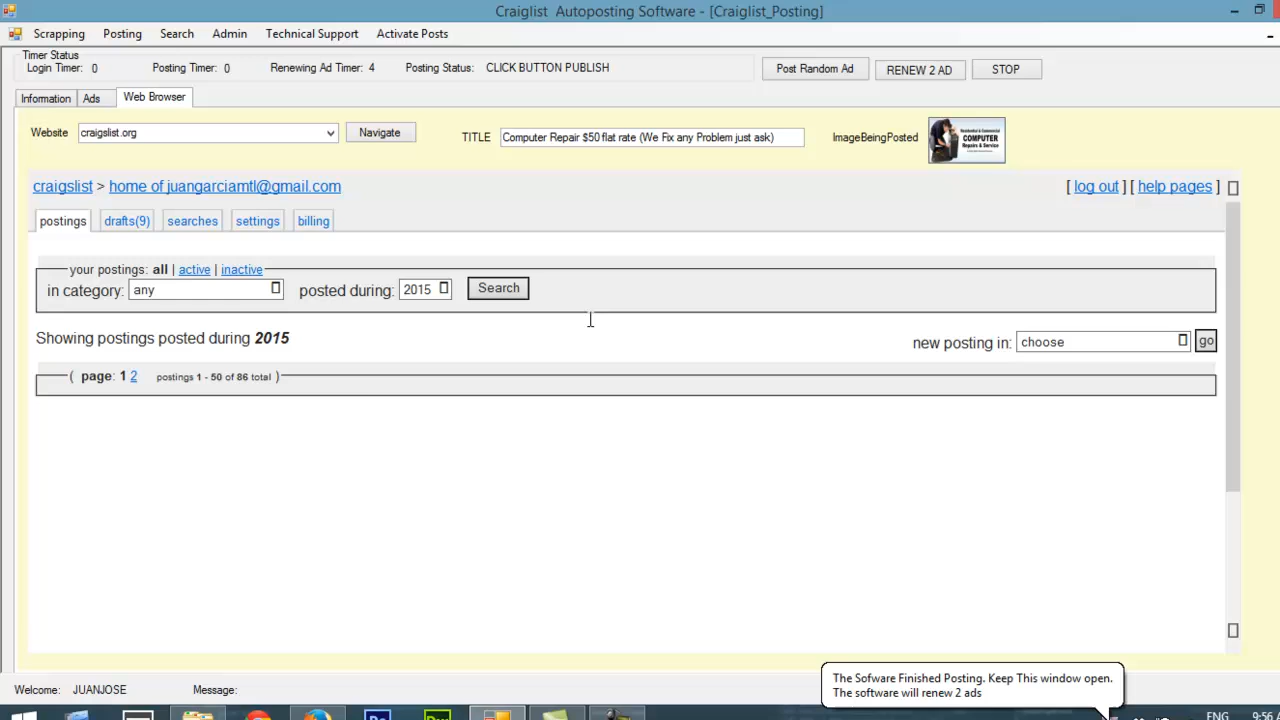 Craiglist Autoposting Software - [Craiglist_Posting]
Scrapping Posting Search Admin Technical Support Activate Posts
Timer Status
Login Timer: 0 Posting Timer: 0 Renewing Ad Timer: 4 Posting Status: CLICK BUTTON PUBLISH Post Random Ad RENEW 2 AD STOP
Information Ads Web Browser
Website craigslist.org Navigate TITLE Computer Repair $50 flat rate (We Fix any Problem just ask) ImageBeingPosted
Residential & Commercial
COMPUTER
Repairs & Service
craigslist > home of juangarciamtl@gmail.com [ log out ] [ help pages ]
postings drafts(9) searches settings billing
your postings: all | active | inactive
in category: any posted during: 2015 Search
Showing postings posted during 2015 new posting in: choose go
( page: 1 2 postings 1 - 50 of 86 total )
The Sofware Finished Posting. Keep This window open.
The software will renew 2 ads
Welcome: JUANJOSE Message:
ENG 9:56